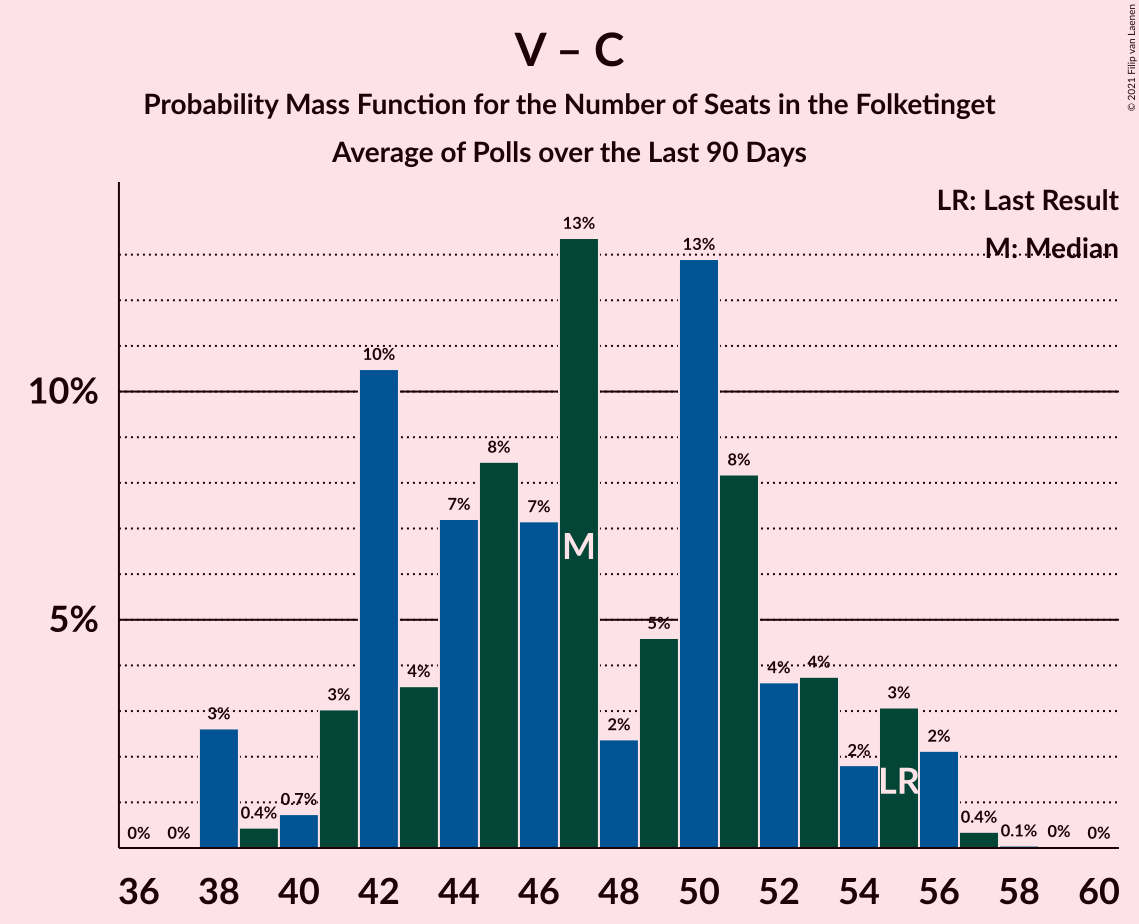 V – C
Probability Mass Function for the Number of Seats in the Folketinget
Average of Polls over the Last 90 Days
© 2021 Filip van Laenen
LR: Last Result
M: Median
10%
5%
0% 0% 3% 0.4% 0.7% 3% 10% 4% 7% 8% 7% 13% 2% 5% 13% 8% 4% 4% 2% 3% 2% 0.4% 0.1% 0% 0%
M
LR
36 38 40 42 44 46 48 50 52 54 56 58 60